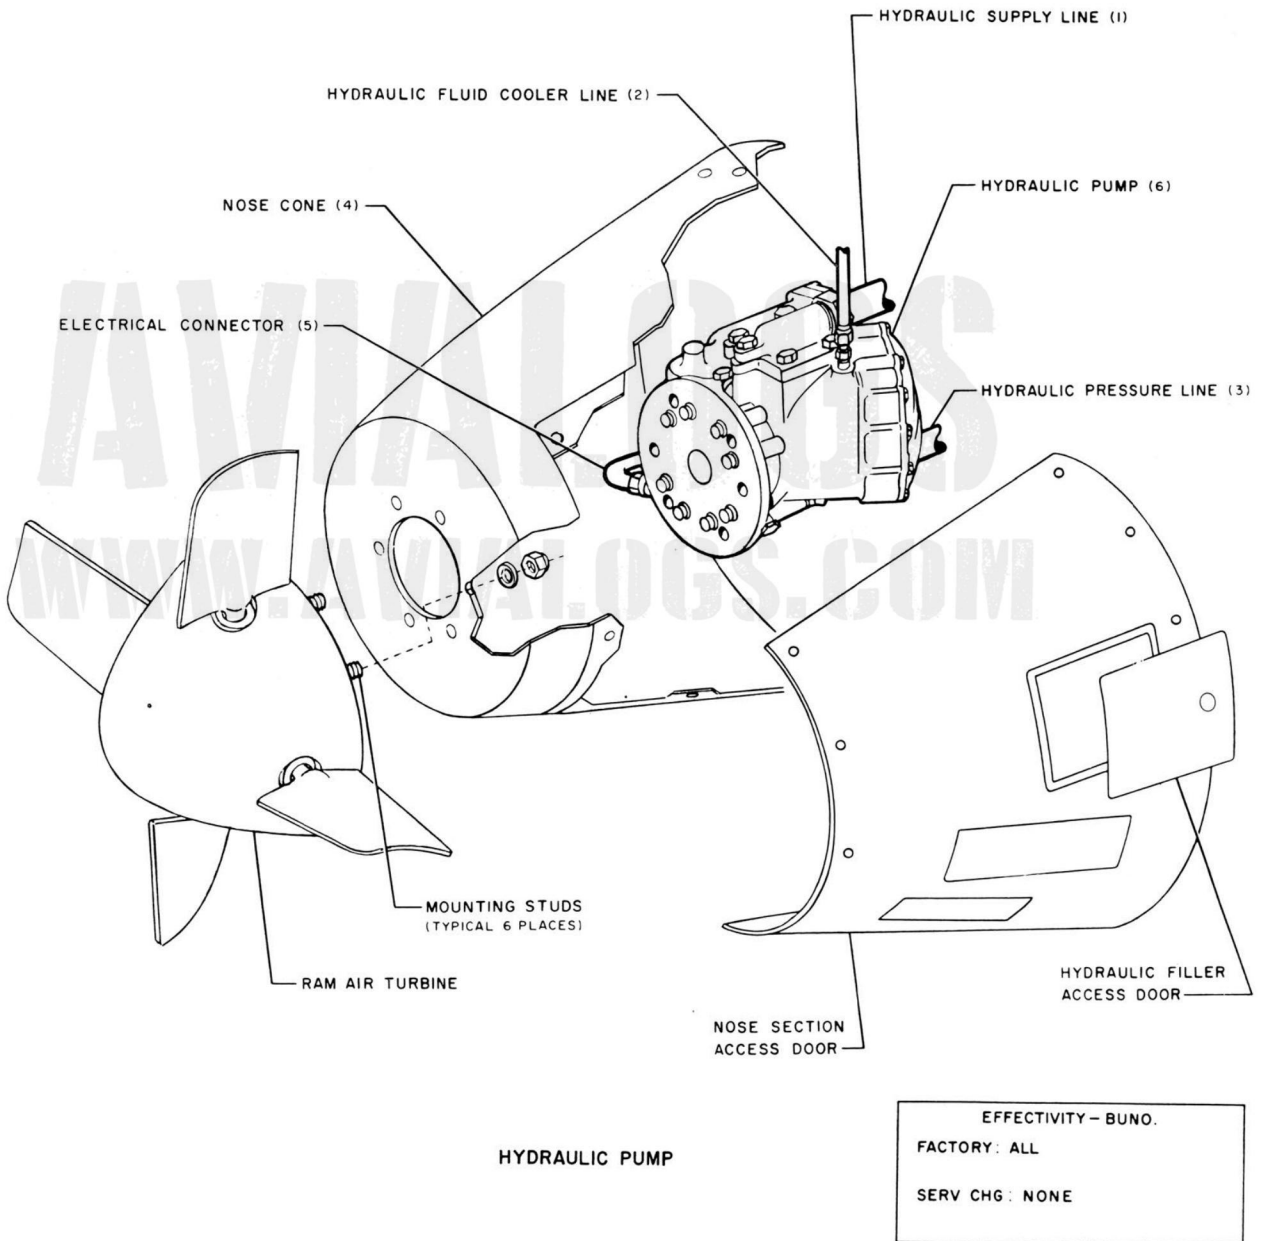 HYDRAULIC SUPPLY LINE (1)
HYDRAULIC FLUID COOLER LINE (2)
HYDRAULIC PUMP (6)
NOSE CONE (4)
ELECTRICAL CONNECTOR (5)
HYDRAULIC PRESSURE LINE (3)
AVIALOGS
WWW.AVIALOGS.COM
MOUNTING STUDS
(TYPICAL 6 PLACES)
RAM AIR TURBINE
HYDRAULIC FILLER
ACCESS DOOR
NOSE SECTION
ACCESS DOOR
HYDRAULIC PUMP
EFFECTIVITY - BUNO.
FACTORY: ALL
SERV CHG: NONE